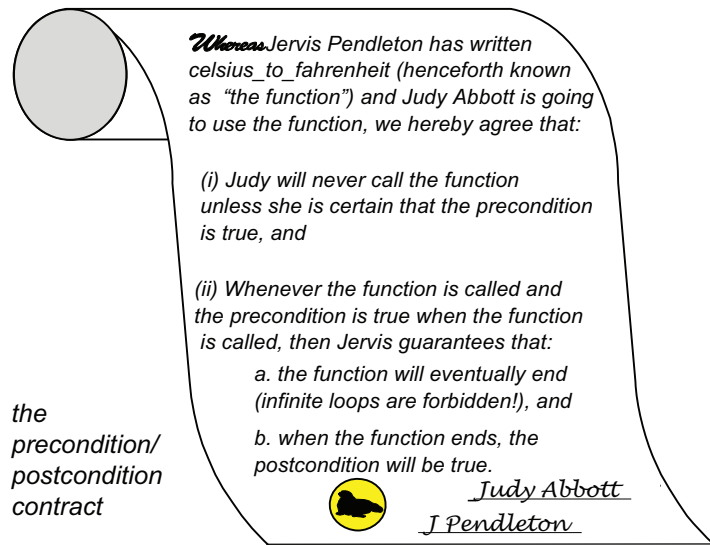 Whereas Jervis Pendleton has written
celsius_to_fahrenheit (henceforth known
as “the function”) and Judy Abbott is going
to use the function, we hereby agree that:
(i) Judy will never call the function
unless she is certain that the precondition
is true, and
(ii) Whenever the function is called and
the precondition is true when the function
is called, then Jervis guarantees that:
a. the function will eventually end
(infinite loops are forbidden!), and
b. when the function ends, the
postcondition will be true.
Judy Abbott
J Pendleton
the
precondition/
postcondition
contract